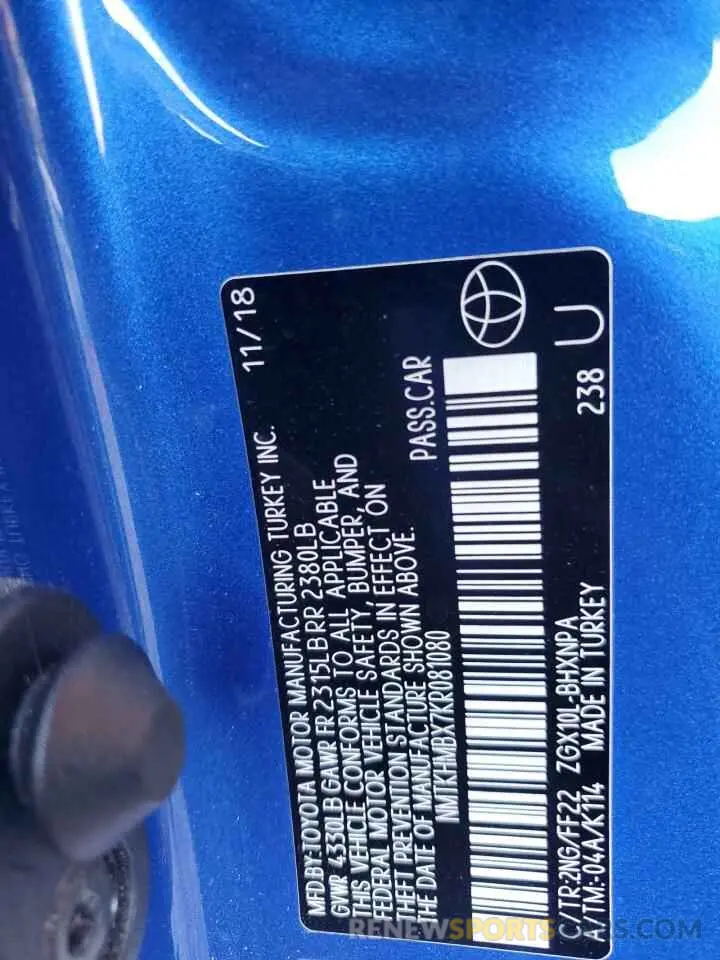 MFD.BY:TOYOTA MOTOR MANUFACTURING TURKEY INC. 11/18
GVWR 4330LB GAWR FR 2315LB RR 2380LB
THIS VEHICLE CONFORMS TO ALL APPLICABLE
FEDERAL MOTOR VEHICLE SAFETY, BUMPER, AND
THEFT PREVENTION STANDARDS IN EFFECT ON
THE DATE OF MANUFACTURE SHOWN ABOVE.
NMTKHMBX7KR081080 PASS.CAR
C/TR:2NG/FF22 ZGX10L-BHXNPA 238
A/TM:-04A/K114 MADE IN TURKEY U
RENEWSPORTSCARS.COM